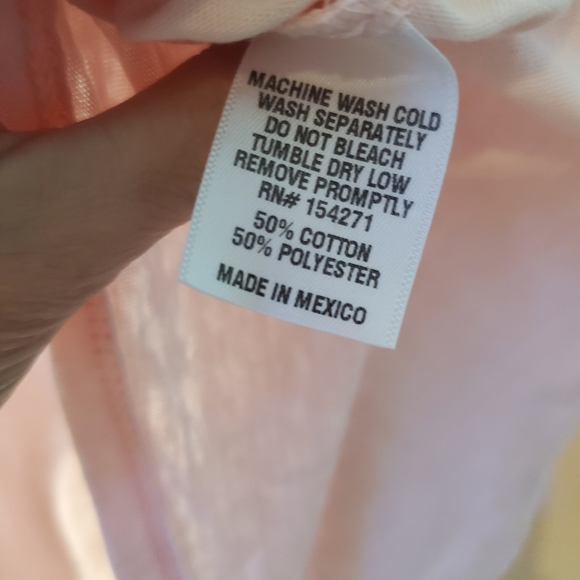 MACHINE WASH COLD
WASH SEPARATELY
DO NOT BLEACH
TUMBLE DRY LOW
REMOVE PROMPTLY
RN# 154271
50% COTTON
50% POLYESTER
MADE IN MEXICO